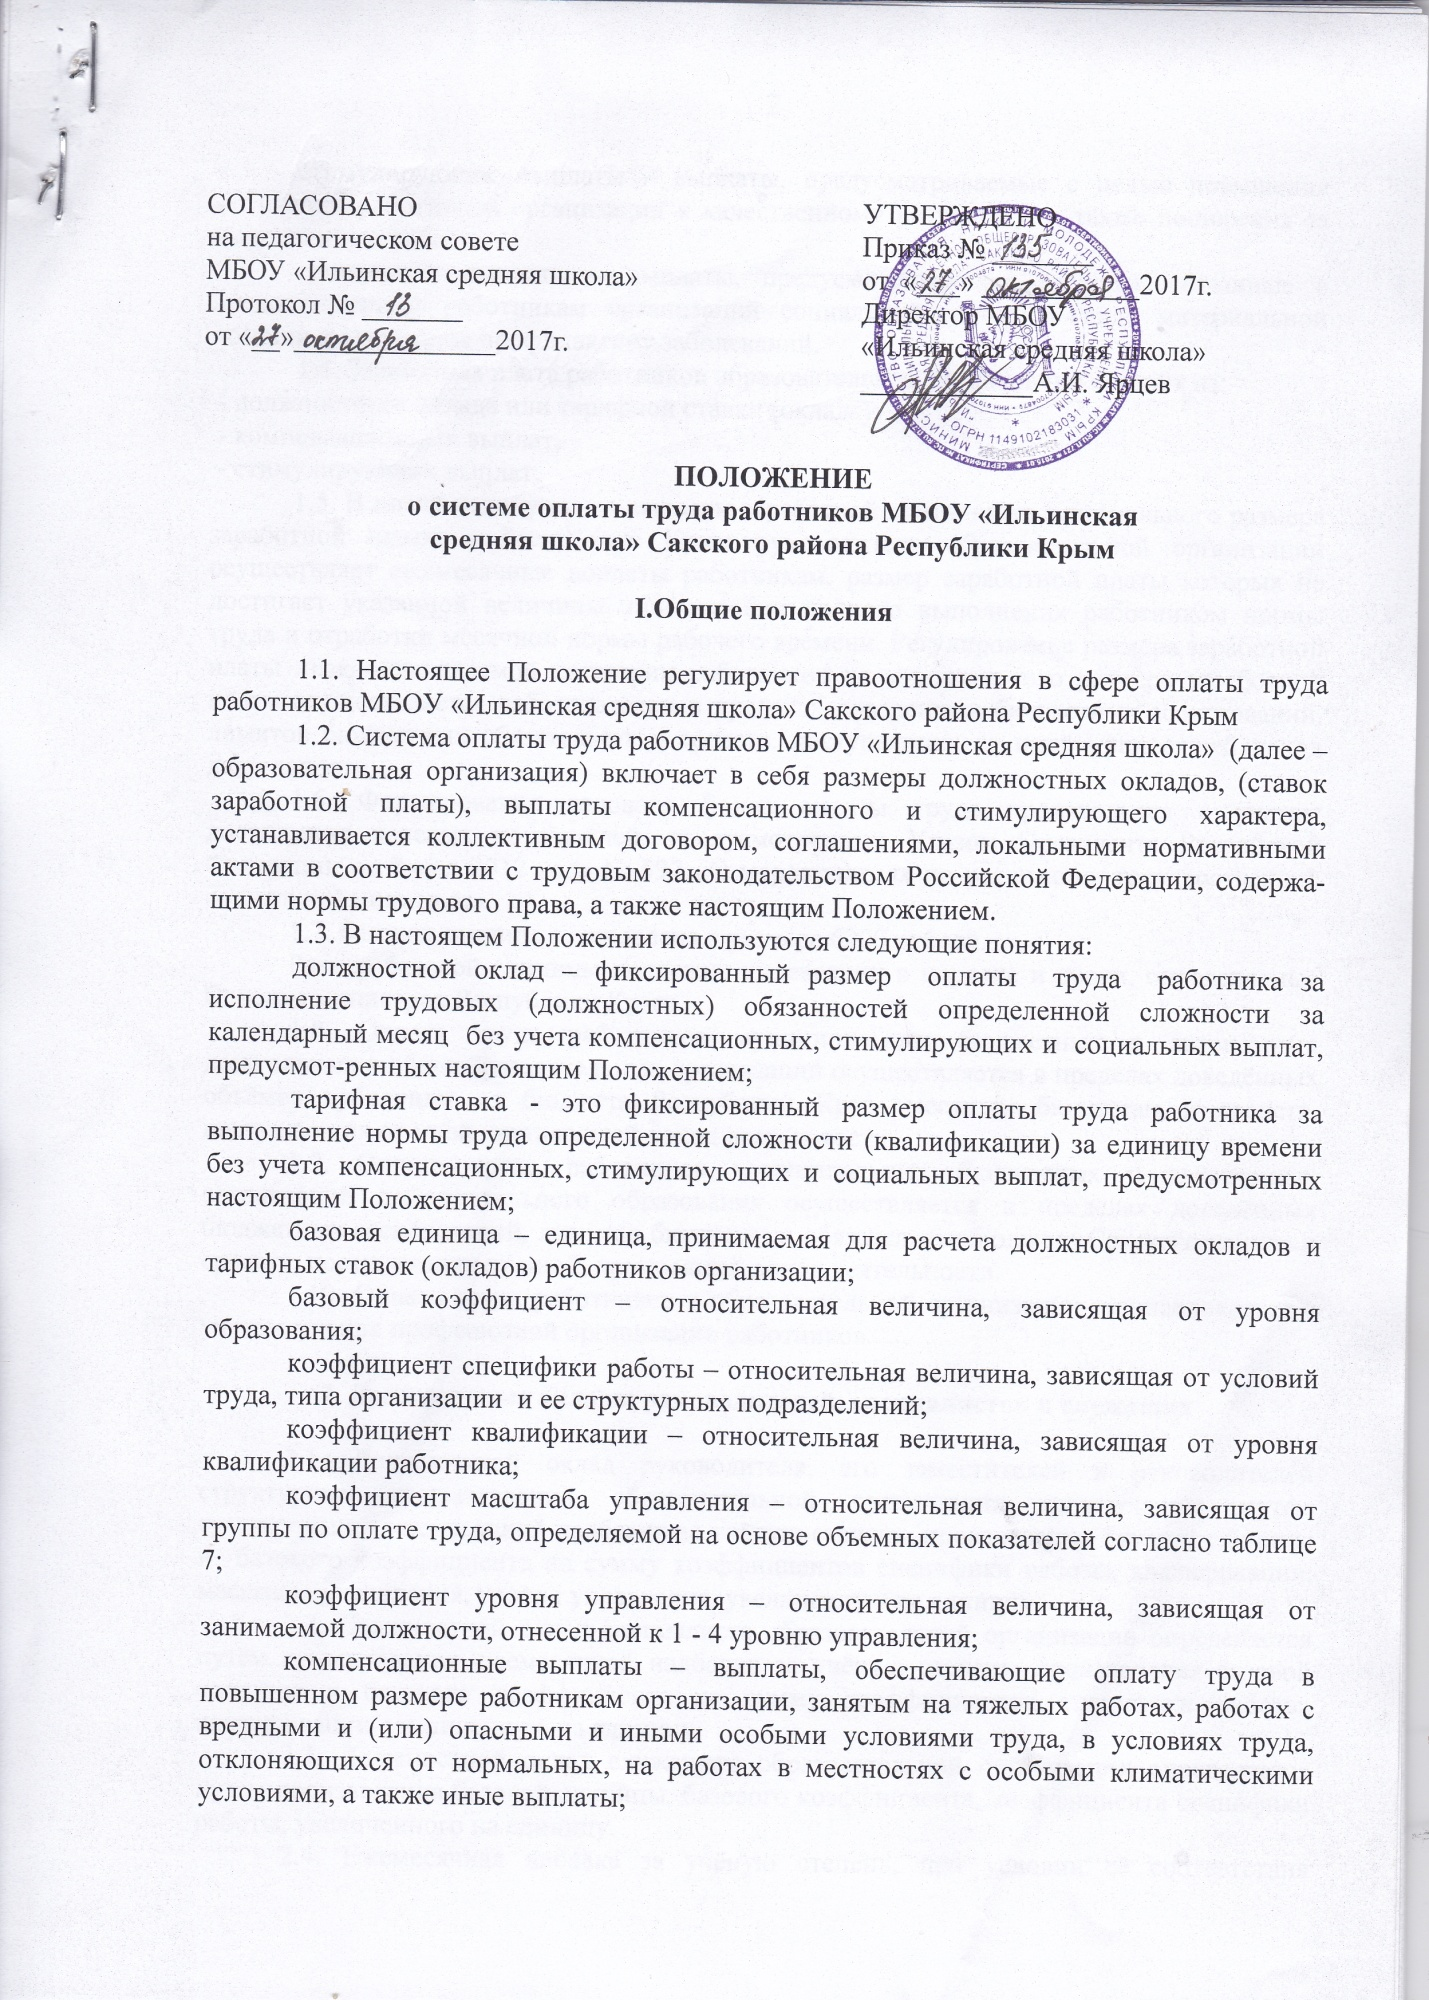 СОГЛАСОВАНО
на педагогическом совете
МБОУ «Ильинская средняя школа»
Протокол № 13
от «27» октября 2017г.
УТВЕРЖДЕНО
Приказ № 135
от «27» октября 2017г.
Директор МБОУ
«Ильинская средняя школа»
А.И. Ярцев
ОГРН 1149102183031
ПОЛОЖЕНИЕ
о системе оплаты труда работников МБОУ «Ильинская
средняя школа» Сакского района Республики Крым
I.Общие положения
1.1. Настоящее Положение регулирует правоотношения в сфере оплаты труда
работников МБОУ «Ильинская средняя школа» Сакского района Республики Крым
1.2. Система оплаты труда работников МБОУ «Ильинская средняя школа» (далее –
образовательная организация) включает в себя размеры должностных окладов, (ставок
заработной платы), выплаты компенсационного и стимулирующего характера,
устанавливается коллективным договором, соглашениями, локальными нормативными
актами в соответствии с трудовым законодательством Российской Федерации, содержа-
щими нормы трудового права, а также настоящим Положением.
1.3. В настоящем Положении используются следующие понятия:
должностной оклад – фиксированный размер оплаты труда работника за
исполнение трудовых (должностных) обязанностей определенной сложности за
календарный месяц без учета компенсационных, стимулирующих и социальных выплат,
предусмот-ренных настоящим Положением;
тарифная ставка - это фиксированный размер оплаты труда работника за
выполнение нормы труда определенной сложности (квалификации) за единицу времени
без учета компенсационных, стимулирующих и социальных выплат, предусмотренных
настоящим Положением;
базовая единица – единица, принимаемая для расчета должностных окладов и
тарифных ставок (окладов) работников организации;
базовый коэффициент – относительная величина, зависящая от уровня
образования;
коэффициент специфики работы – относительная величина, зависящая от условий
труда, типа организации и ее структурных подразделений;
коэффициент квалификации – относительная величина, зависящая от уровня
квалификации работника;
коэффициент масштаба управления – относительная величина, зависящая от
группы по оплате труда, определяемой на основе объемных показателей согласно таблице
7;
коэффициент уровня управления – относительная величина, зависящая от
занимаемой должности, отнесенной к 1 - 4 уровню управления;
компенсационные выплаты – выплаты, обеспечивающие оплату труда в
повышенном размере работникам организации, занятым на тяжелых работах, работах с
вредными и (или) опасными и иными особыми условиями труда, в условиях труда,
отклоняющихся от нормальных, на работах в местностях с особыми климатическими
условиями, а также иные выплаты;